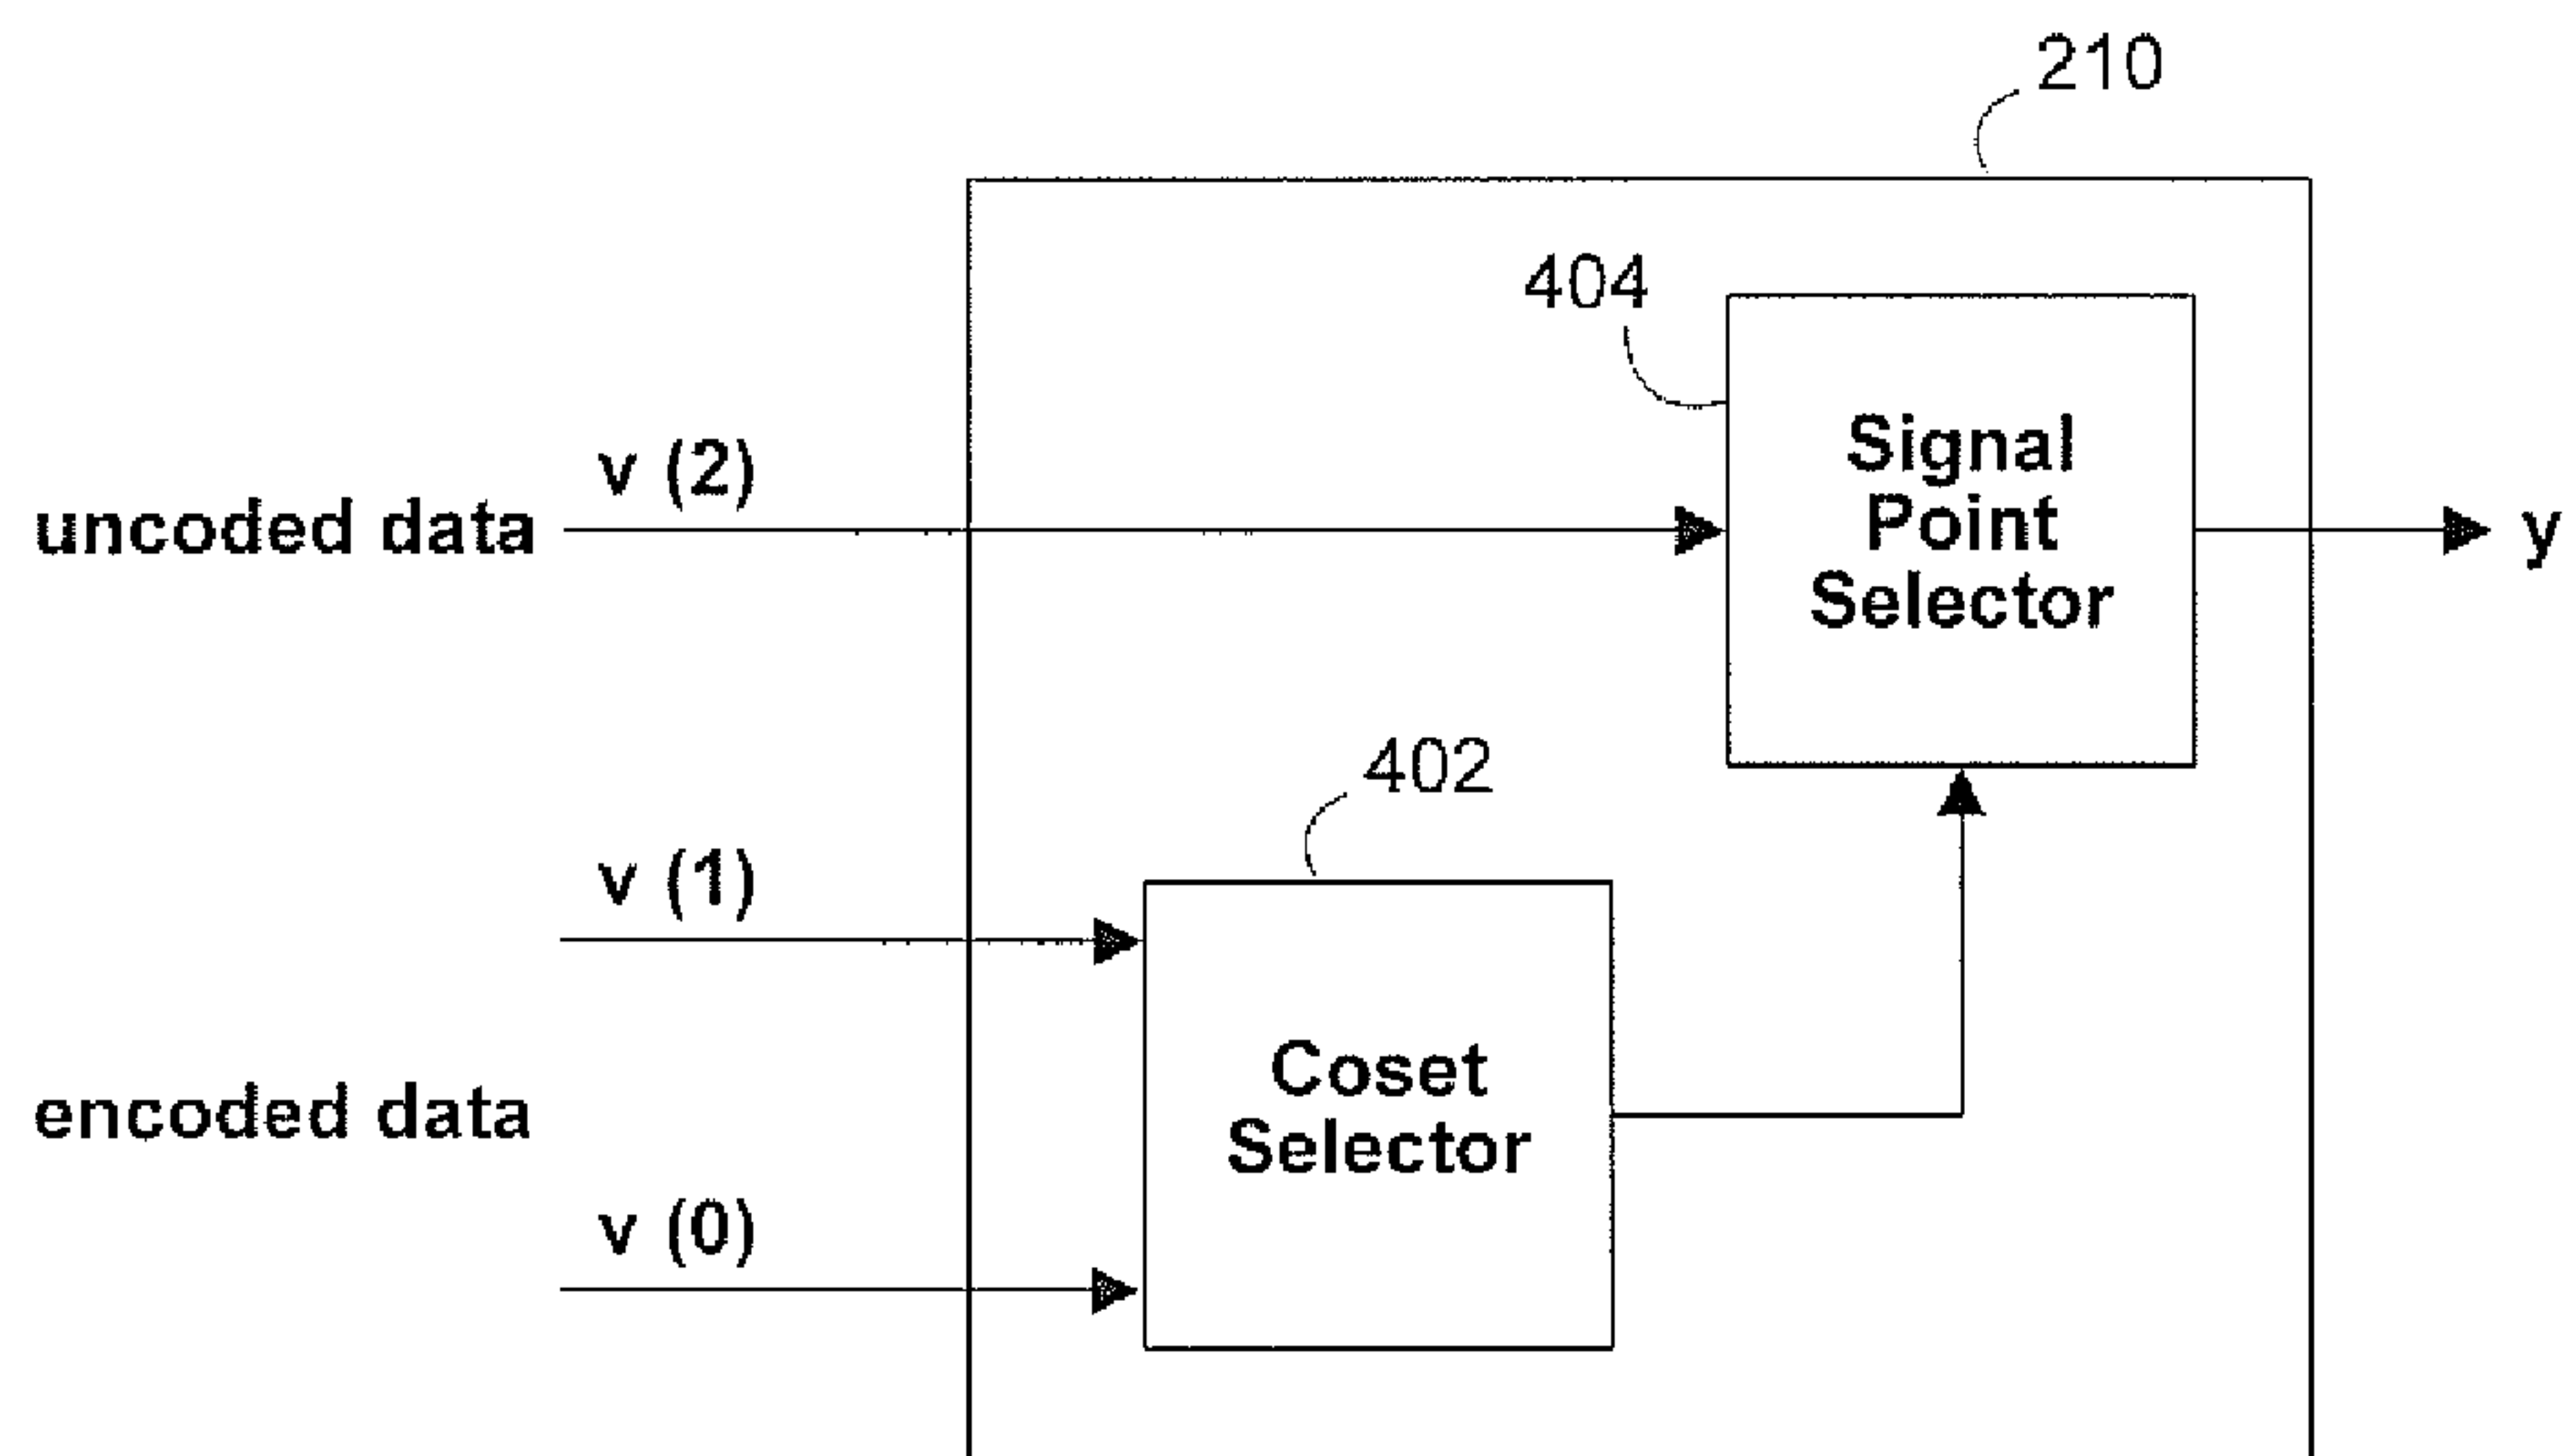 210
404
v (2)
uncoded data
Signal
Point
Selector
y
402
v (1)
Coset
Selector
encoded data
v (0)